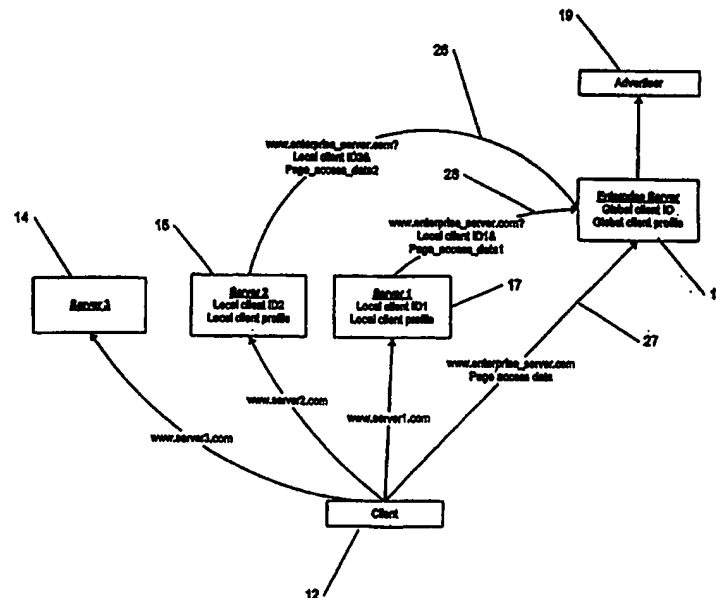 26
19
Advertiser
www.enterprise_server.com?
Local client ID2&
Page_access_data2
28
14
15
www.enterprise_server.com?
Local client ID1&
Page_access_data1
Enterprise Server
Global client ID
Global client profile
Server 3
Server 2
Local client ID2
Local client profile
Server 1
Local client ID1
Local client profile
17
1
27
www.enterprise_server.com
Page access data
www.server3.com
www.server2.com
www.server1.com
Client
12